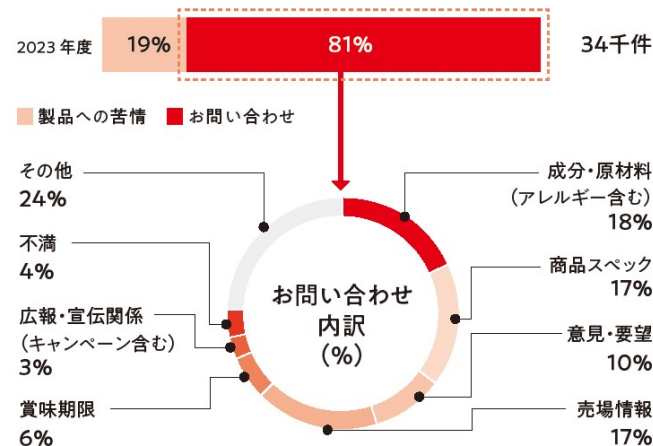 2023年度 19% 81% 34千件
製品への苦情 お問い合わせ
その他
24%
不満
4%
広報・宣伝関係
(キャンペーン含む)
3%
賞味期限
6%
お問い合わせ
内訳
(%)
成分・原材料
(アレルギー含む)
18%
商品スペック
17%
意見・要望
10%
売場情報
17%